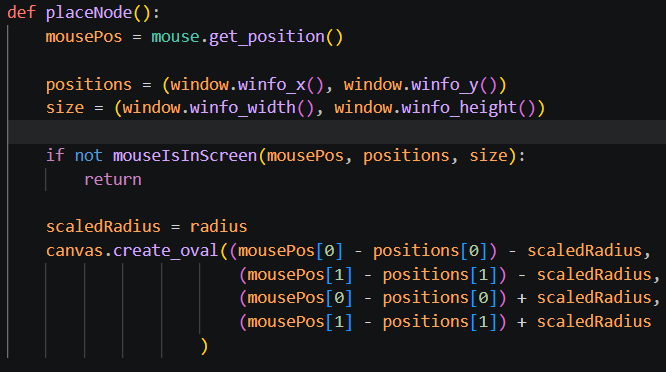 def placeNode():
    mousePos = mouse.get_position()

    positions = (window.winfo_x(), window.winfo_y())
    size = (window.winfo_width(), window.winfo_height())

    if not mouseIsInScreen(mousePos, positions, size):
        return

    scaledRadius = radius
    canvas.create_oval((mousePos[0] - positions[0]) - scaledRadius,
                       (mousePos[1] - positions[1]) - scaledRadius,
                       (mousePos[0] - positions[0]) + scaledRadius,
                       (mousePos[1] - positions[1]) + scaledRadius
                    )